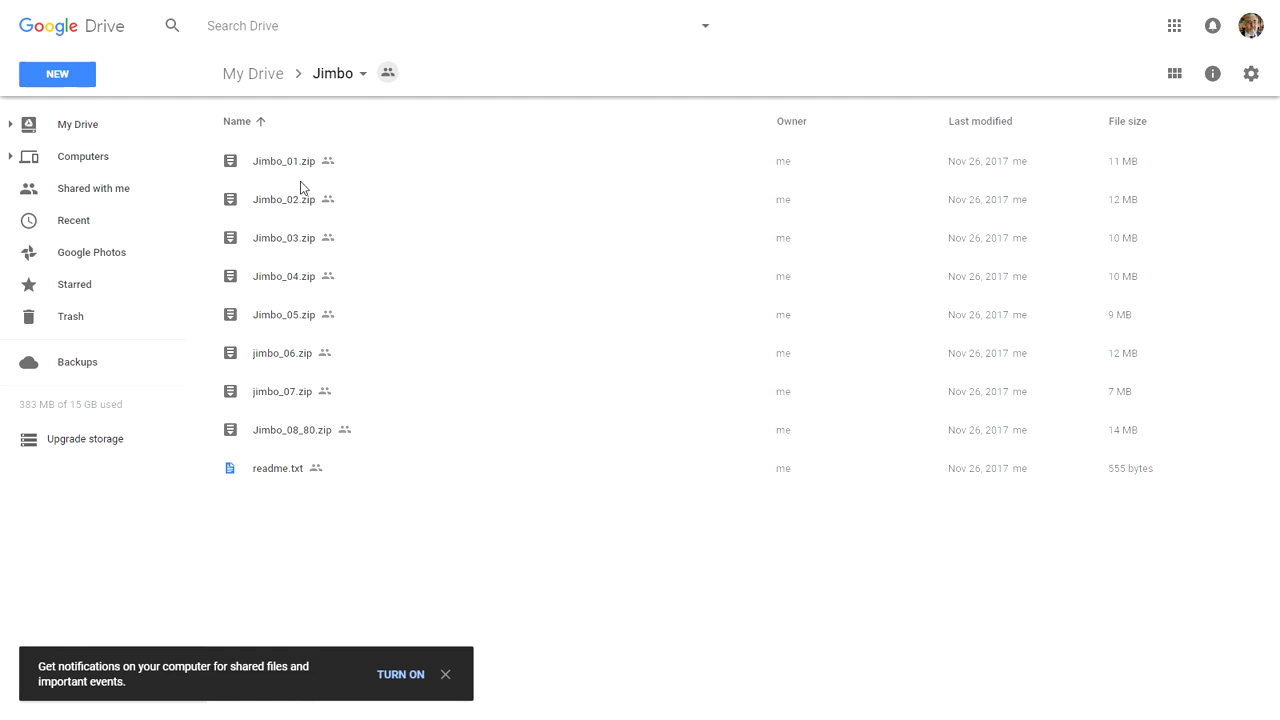 Google Drive
Search Drive
NEW
My Drive > Jimbo
My Drive
Computers
Shared with me
Recent
Google Photos
Starred
Trash
Backups
383 MB of 15 GB used
Upgrade storage
Name Owner Last modified File size
Jimbo_01.zip me Nov 26, 2017 me 11 MB
Jimbo_02.zip me Nov 26, 2017 me 12 MB
Jimbo_03.zip me Nov 26, 2017 me 10 MB
Jimbo_04.zip me Nov 26, 2017 me 10 MB
Jimbo_05.zip me Nov 26, 2017 me 9 MB
jimbo_06.zip me Nov 26, 2017 me 12 MB
jimbo_07.zip me Nov 26, 2017 me 7 MB
Jimbo_08_80.zip me Nov 26, 2017 me 14 MB
readme.txt me Nov 26, 2017 me 555 bytes
Get notifications on your computer for shared files and
important events.
TURN ON